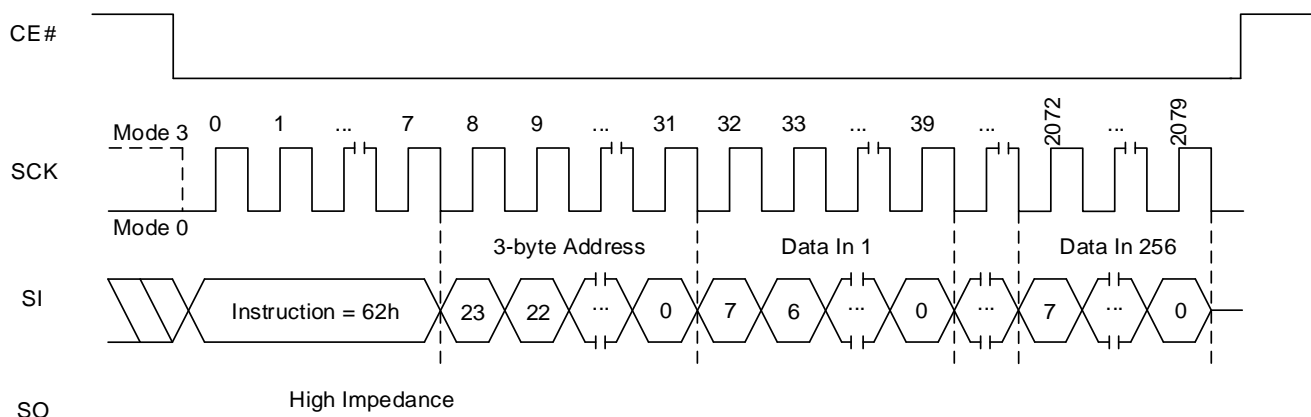 CE#
Mode 3 0 1 ... 7 8 9 ... 31 32 33 ... 39 ... 2072 ... 2079
SCK
Mode 0
3-byte Address Data In 1 Data In 256
SI Instruction = 62h 23 22 ... 0 7 6 ... 0 ... 7 ... 0
High Impedance
SO